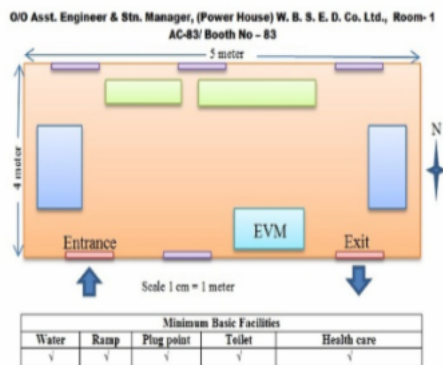 O/O Asst. Engineer & Stn. Manager, (Power House) W. B. S. E. D. Co. Ltd., Room- 1
AC-83/ Booth No – 83
5 meter
4 meter
N
EVM
Entrance
Exit
Scale 1 cm = 1 meter
Minimum Basic Facilities
Water Ramp Plug point Toilet Health care
√ √ √ √ √